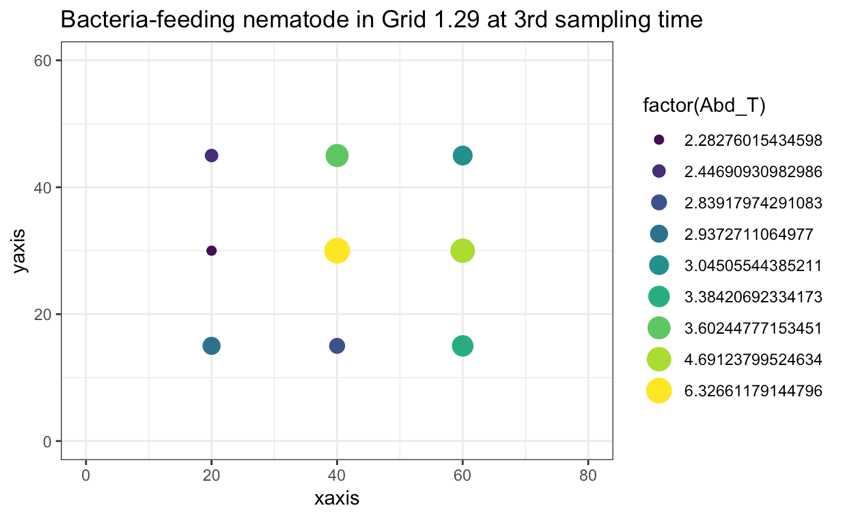 Bacteria-feeding nematode in Grid 1.29 at 3rd sampling time
60
40
20
0
yaxis
0 20 40 60 80
xaxis
factor(Abd_T)
2.28276015434598
2.44690930982986
2.83917974291083
2.9372711064977
3.04505544385211
3.38420692334173
3.60244777153451
4.69123799524634
6.32661179144796